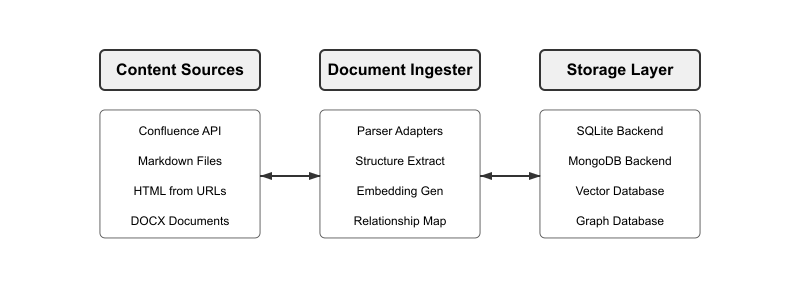 Content Sources
Document Ingester
Storage Layer
Confluence API
Markdown Files
HTML from URLs
DOCX Documents
Parser Adapters
Structure Extract
Embedding Gen
Relationship Map
SQLite Backend
MongoDB Backend
Vector Database
Graph Database